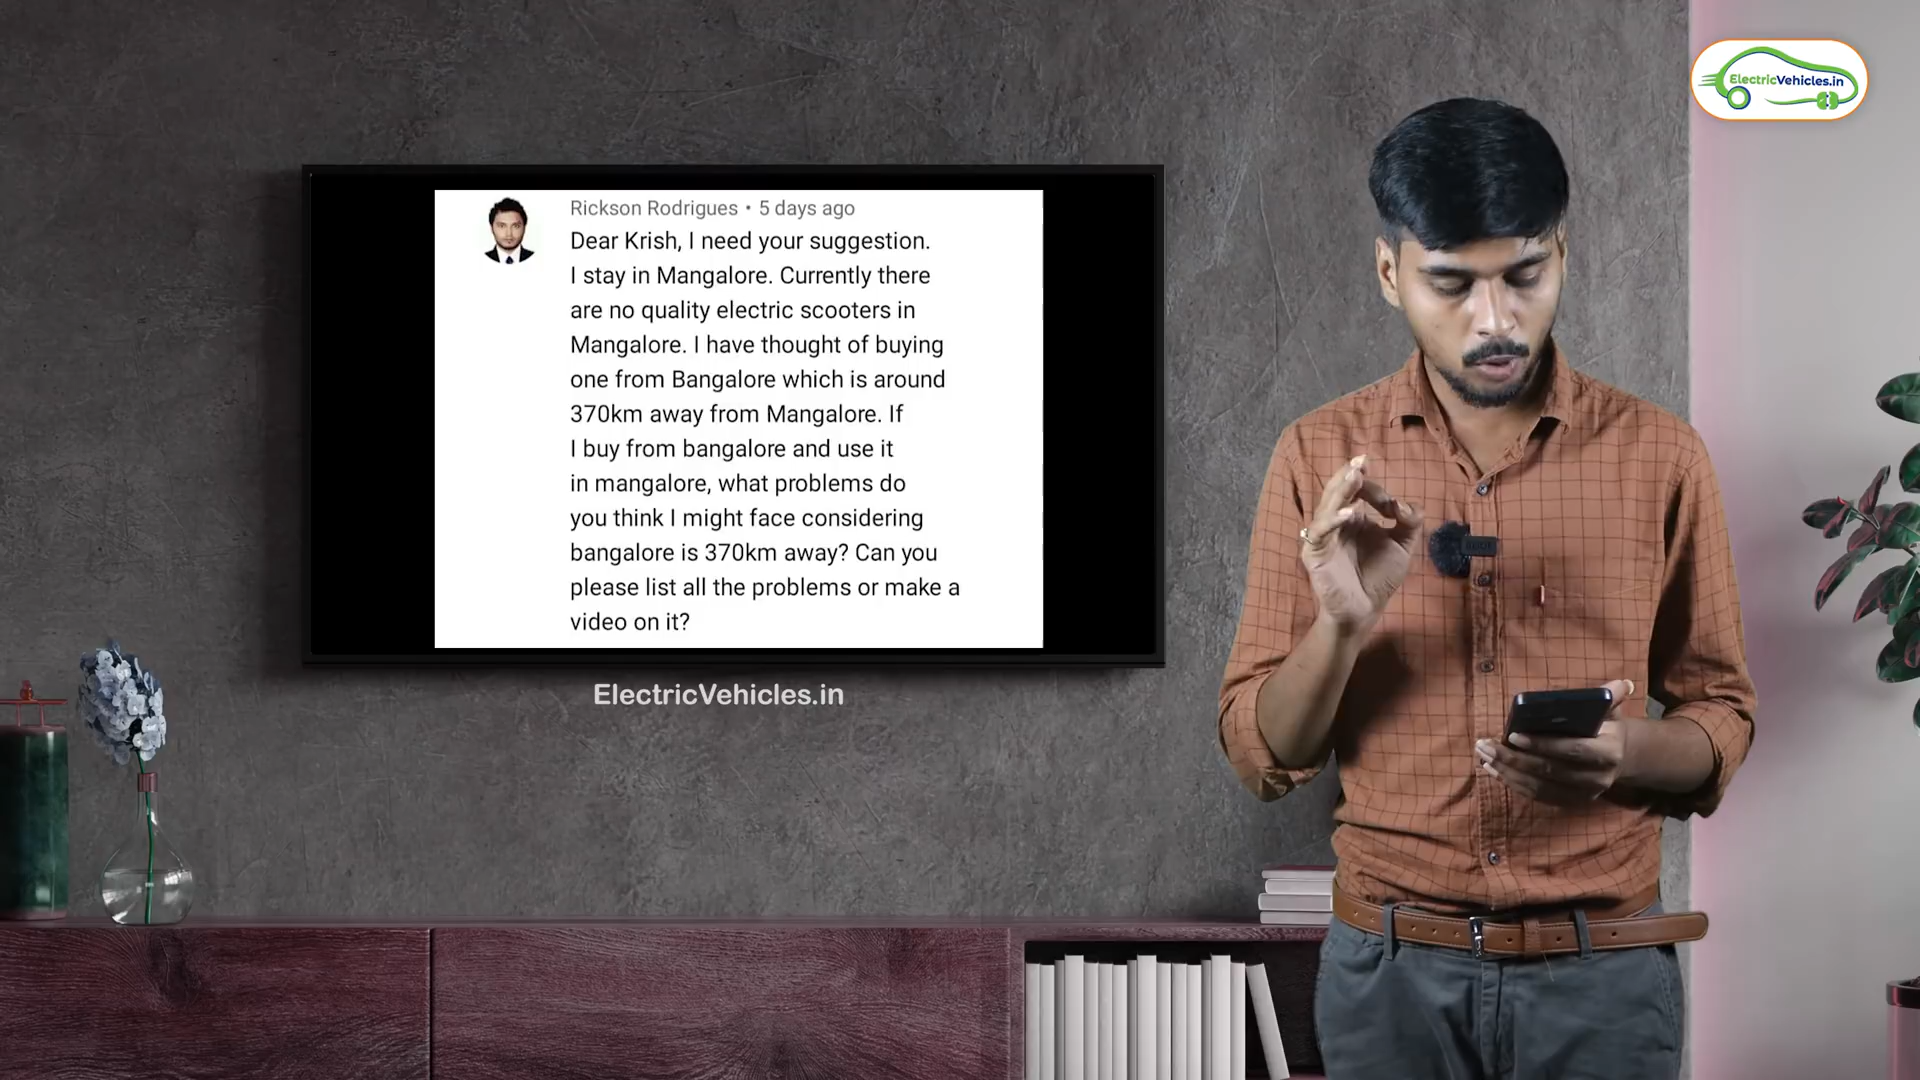 ElectricVehicles.in
Rickson Rodrigues • 5 days ago
Dear Krish, I need your suggestion.
I stay in Mangalore. Currently there
are no quality electric scooters in
Mangalore. I have thought of buying
one from Bangalore which is around
370km away from Mangalore. If
I buy from bangalore and use it
in mangalore, what problems do
you think I might face considering
bangalore is 370km away? Can you
please list all the problems or make a
video on it?
ElectricVehicles.in